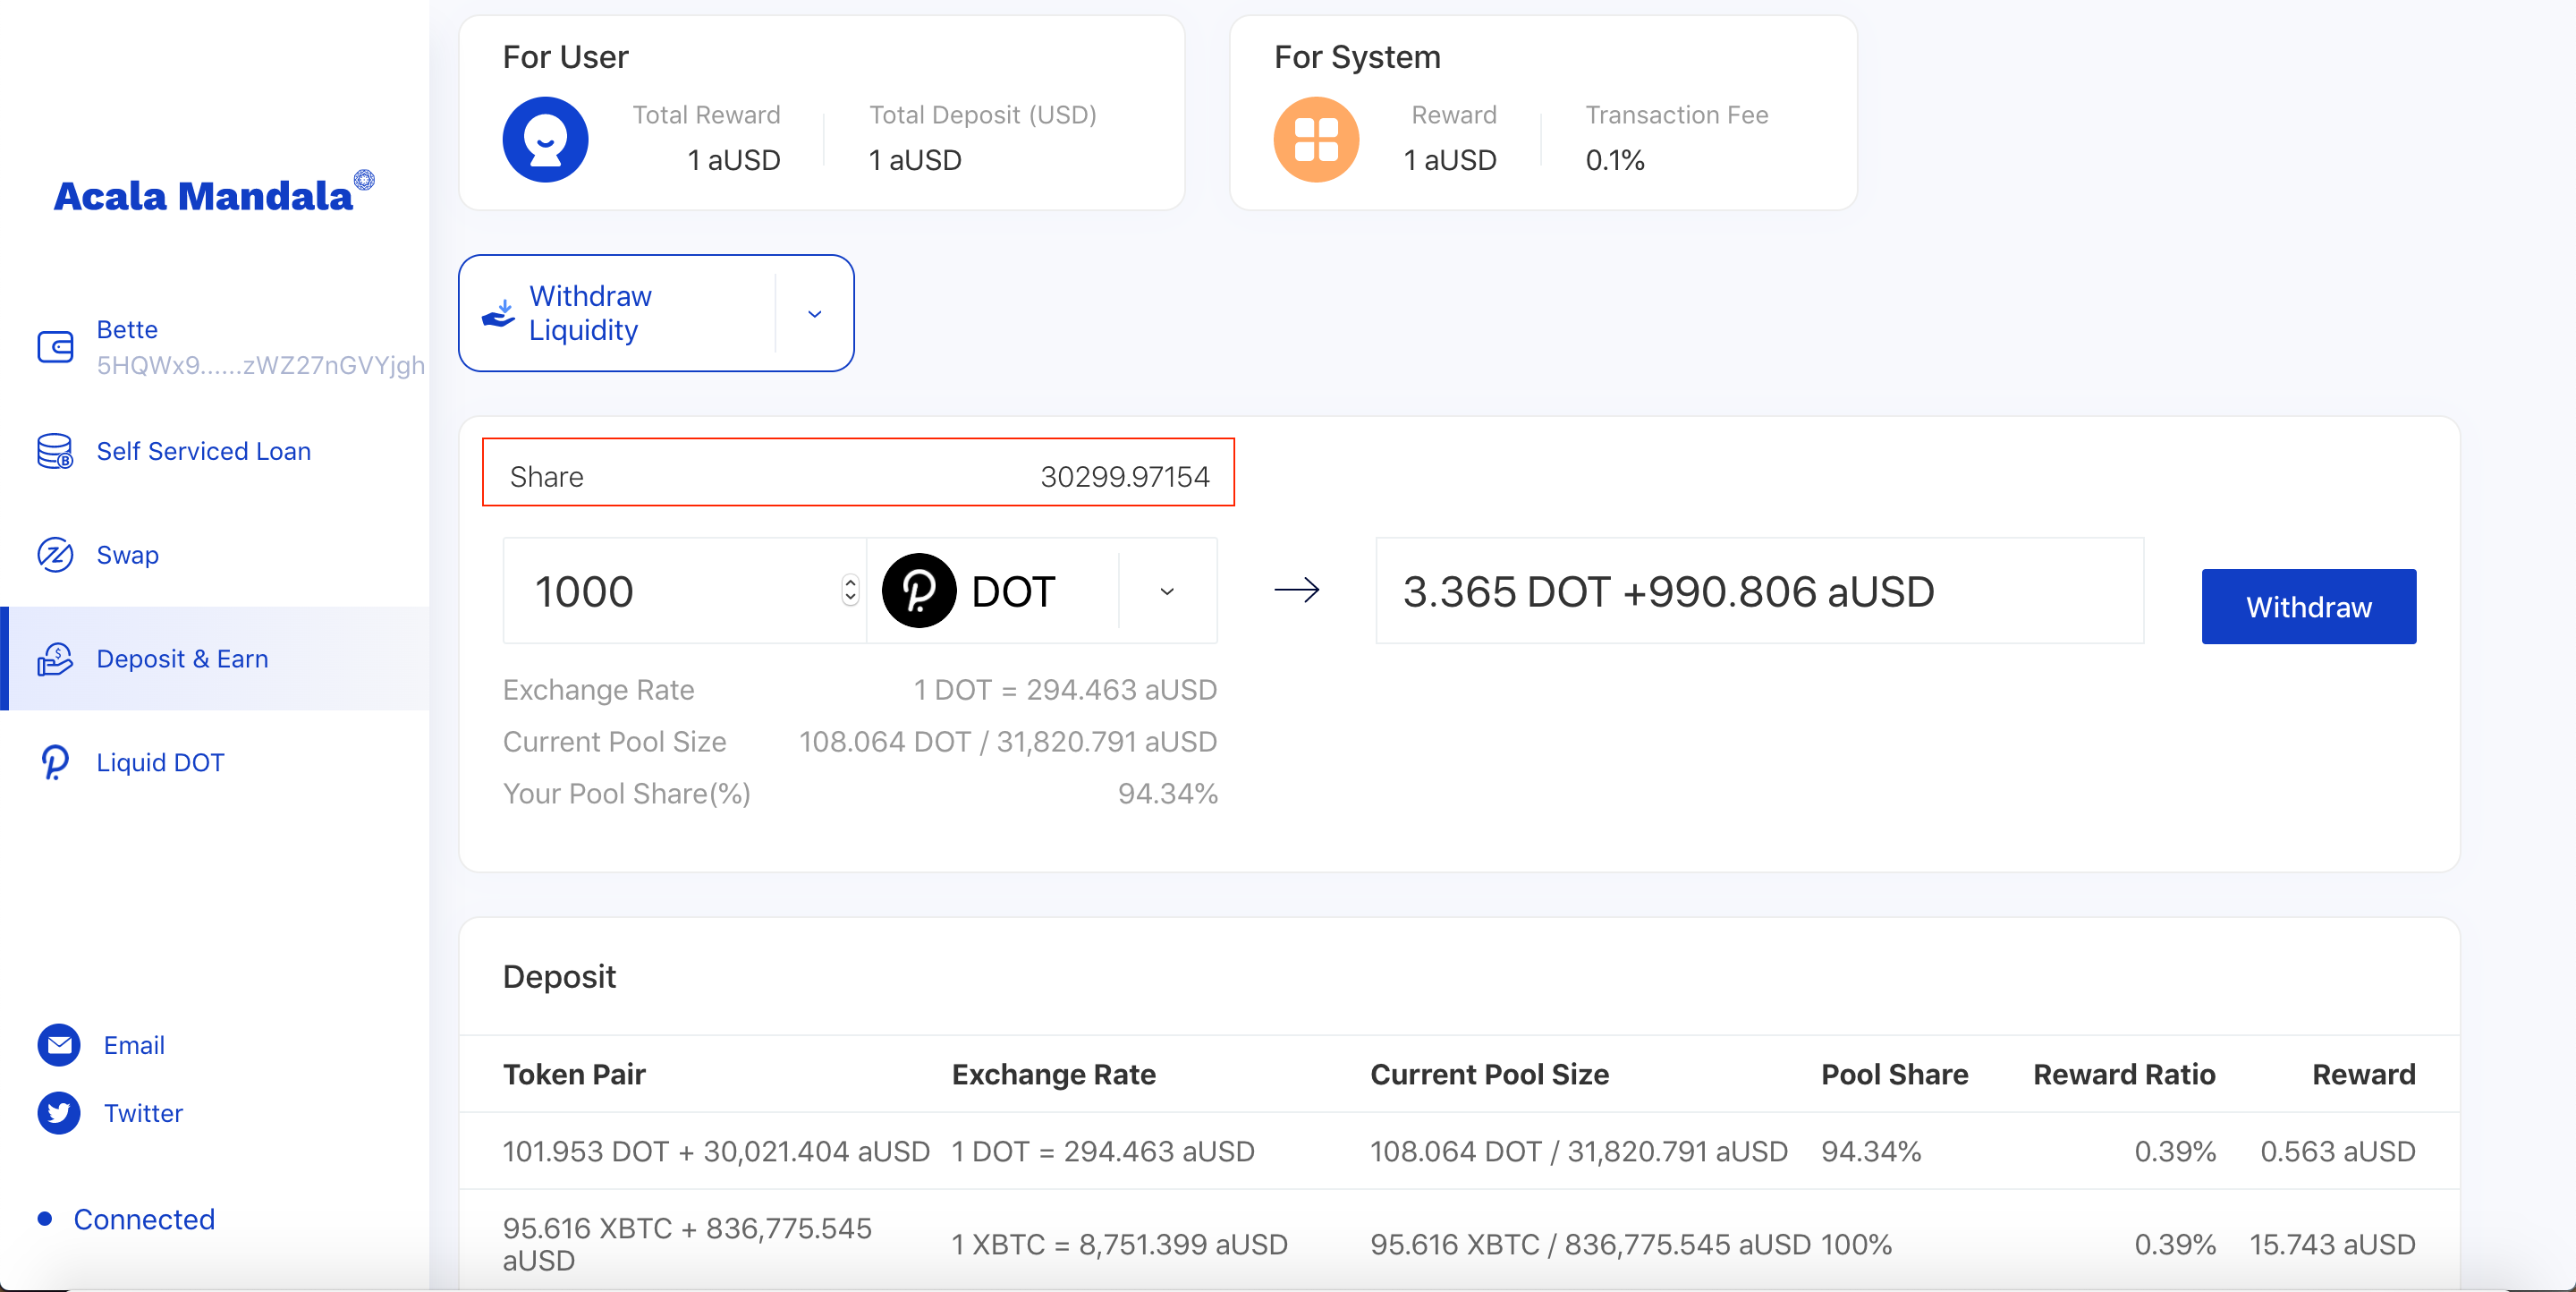 Acala Mandala
Bette
5HQWx9......zWZ27nGVYjgh
Self Serviced Loan
Swap
Deposit & Earn
Liquid DOT
Email
Twitter
Connected
For User
Total Reward
1 aUSD
Total Deposit (USD)
1 aUSD
For System
Reward
1 aUSD
Transaction Fee
0.1%
Withdraw
Liquidity
Share 30299.97154
1000 DOT 3.365 DOT +990.806 aUSD Withdraw
Exchange Rate 1 DOT = 294.463 aUSD
Current Pool Size 108.064 DOT / 31,820.791 aUSD
Your Pool Share(%) 94.34%
Deposit
Token Pair Exchange Rate Current Pool Size Pool Share Reward Ratio Reward
101.953 DOT + 30,021.404 aUSD 1 DOT = 294.463 aUSD 108.064 DOT / 31,820.791 aUSD 94.34% 0.39% 0.563 aUSD
95.616 XBTC + 836,775.545
aUSD 1 XBTC = 8,751.399 aUSD 95.616 XBTC / 836,775.545 aUSD 100% 0.39% 15.743 aUSD